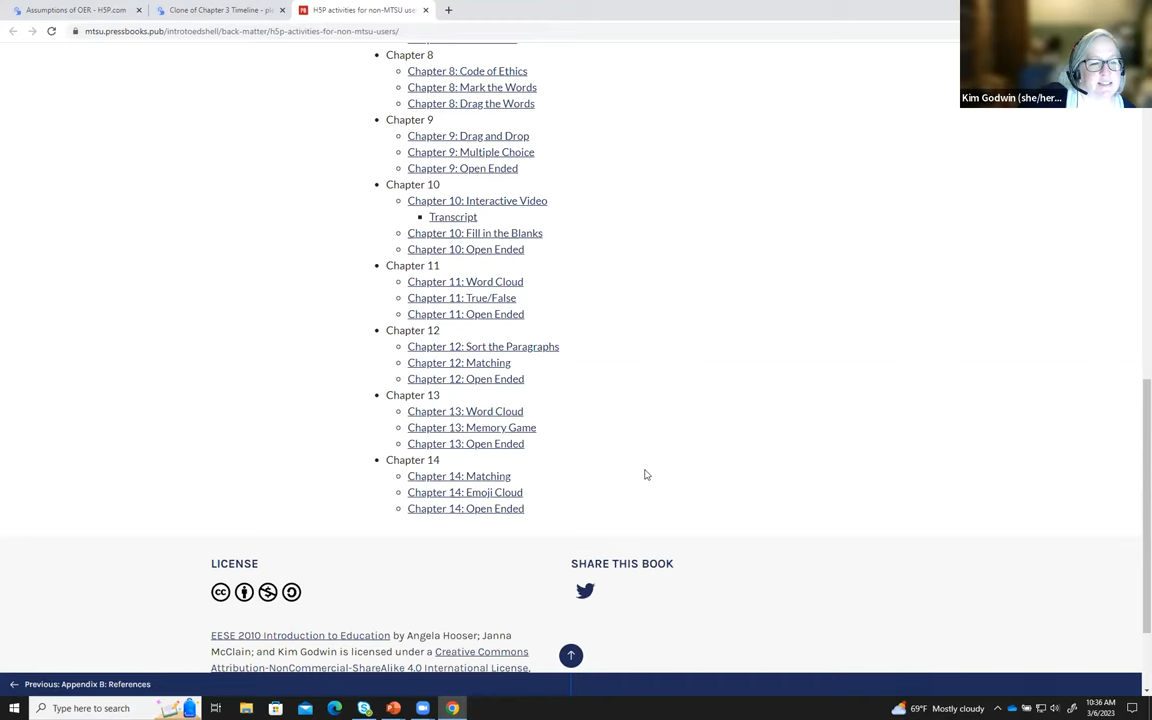 Assumptions of OER - H5P.com
Clone of Chapter 3 Timeline - pl
H5P activities for non-MTSU use
mtsu.pressbooks.pub/introtoedshell/back-matter/h5p-activities-for-non-mtsu-users/
Kim Godwin (she/her...
Chapter 8
Chapter 8: Code of Ethics
Chapter 8: Mark the Words
Chapter 8: Drag the Words
Chapter 9
Chapter 9: Drag and Drop
Chapter 9: Multiple Choice
Chapter 9: Open Ended
Chapter 10
Chapter 10: Interactive Video
Transcript
Chapter 10: Fill in the Blanks
Chapter 10: Open Ended
Chapter 11
Chapter 11: Word Cloud
Chapter 11: True/False
Chapter 11: Open Ended
Chapter 12
Chapter 12: Sort the Paragraphs
Chapter 12: Matching
Chapter 12: Open Ended
Chapter 13
Chapter 13: Word Cloud
Chapter 13: Memory Game
Chapter 13: Open Ended
Chapter 14
Chapter 14: Matching
Chapter 14: Emoji Cloud
Chapter 14: Open Ended
LICENSE
SHARE THIS BOOK
EESE 2010 Introduction to Education by Angela Hooser; Janna
McClain; and Kim Godwin is licensed under a Creative Commons
Attribution-NonCommercial-ShareAlike 4.0 International License,
Previous: Appendix B: References
Type here to search
69°F Mostly cloudy
10:36 AM
3/6/2023